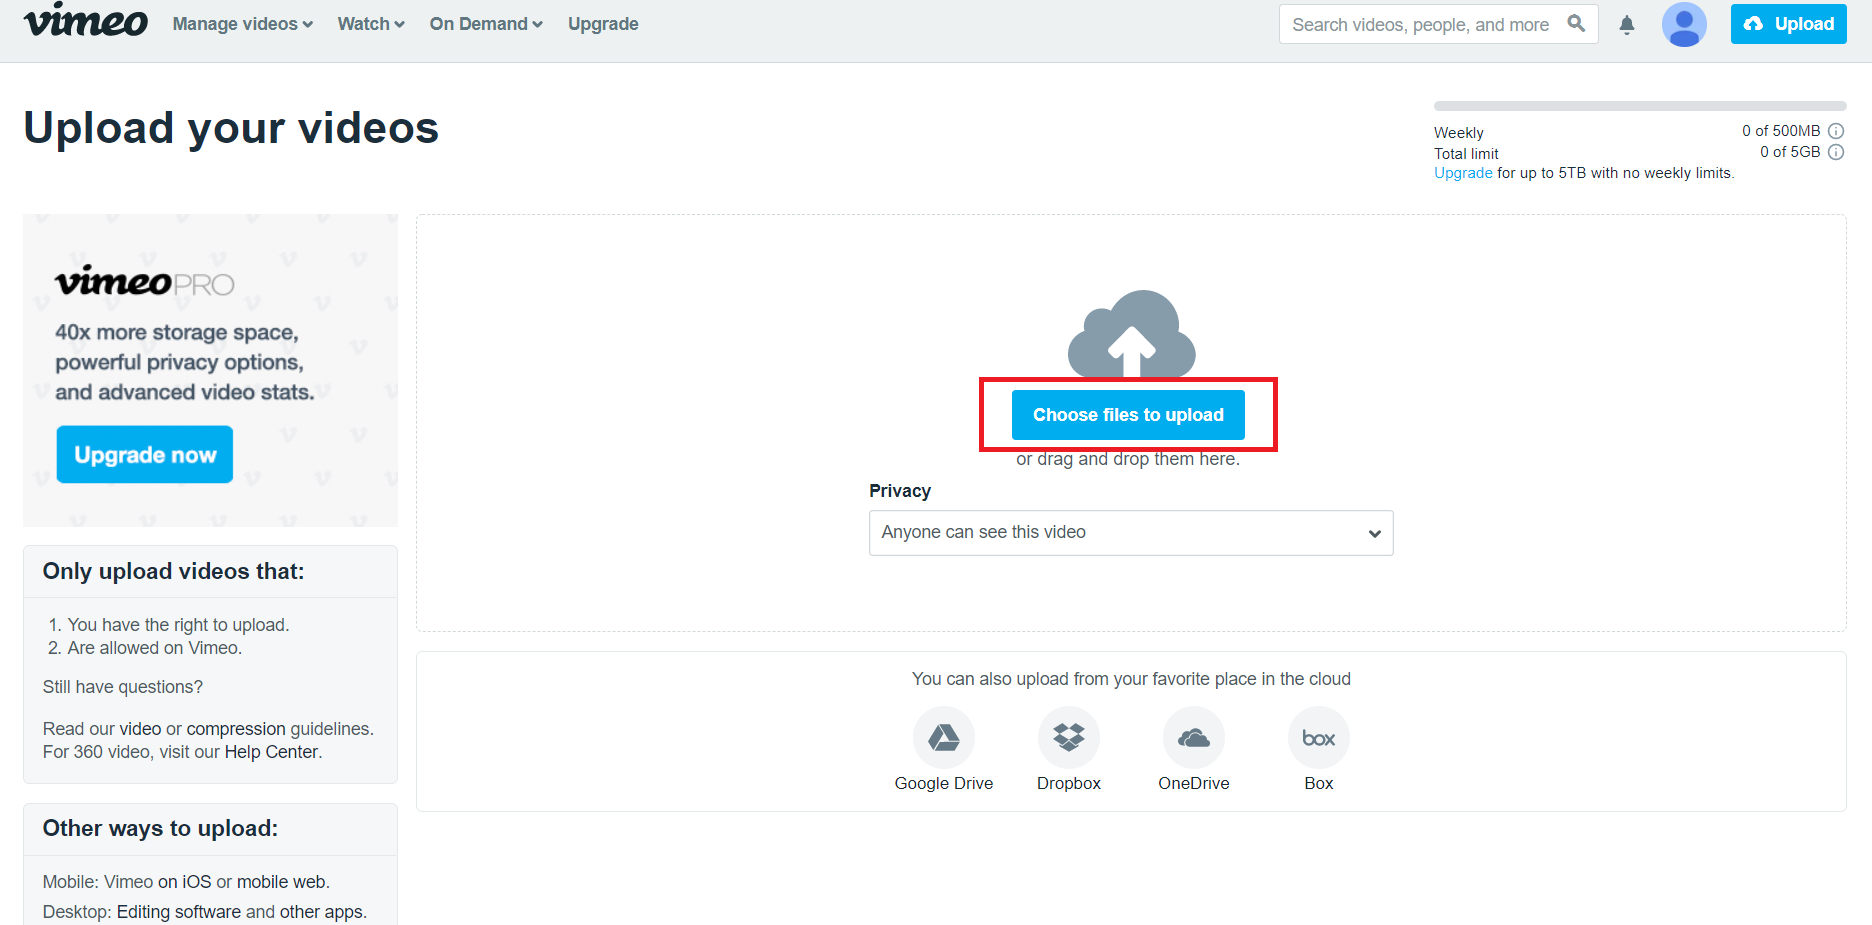 vimeo Manage videos Watch On Demand Upgrade Search videos, people, and more Upload
Upload your videos
Weekly 0 of 500MB
Total limit 0 of 5GB
Upgrade for up to 5TB with no weekly limits.
vimeo PRO
40x more storage space,
powerful privacy options,
and advanced video stats.
Upgrade now
Choose files to upload
or drag and drop them here.
Privacy
Anyone can see this video
Only upload videos that:
1. You have the right to upload.
2. Are allowed on Vimeo.
Still have questions?
Read our video or compression guidelines.
For 360 video, visit our Help Center.
You can also upload from your favorite place in the cloud
box
Google Drive Dropbox OneDrive Box
Other ways to upload:
Mobile: Vimeo on iOS or mobile web.
Desktop: Editing software and other apps.